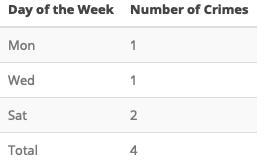 Day of the Week Number of Crimes
Mon 1
Wed 1
Sat 2
Total 4